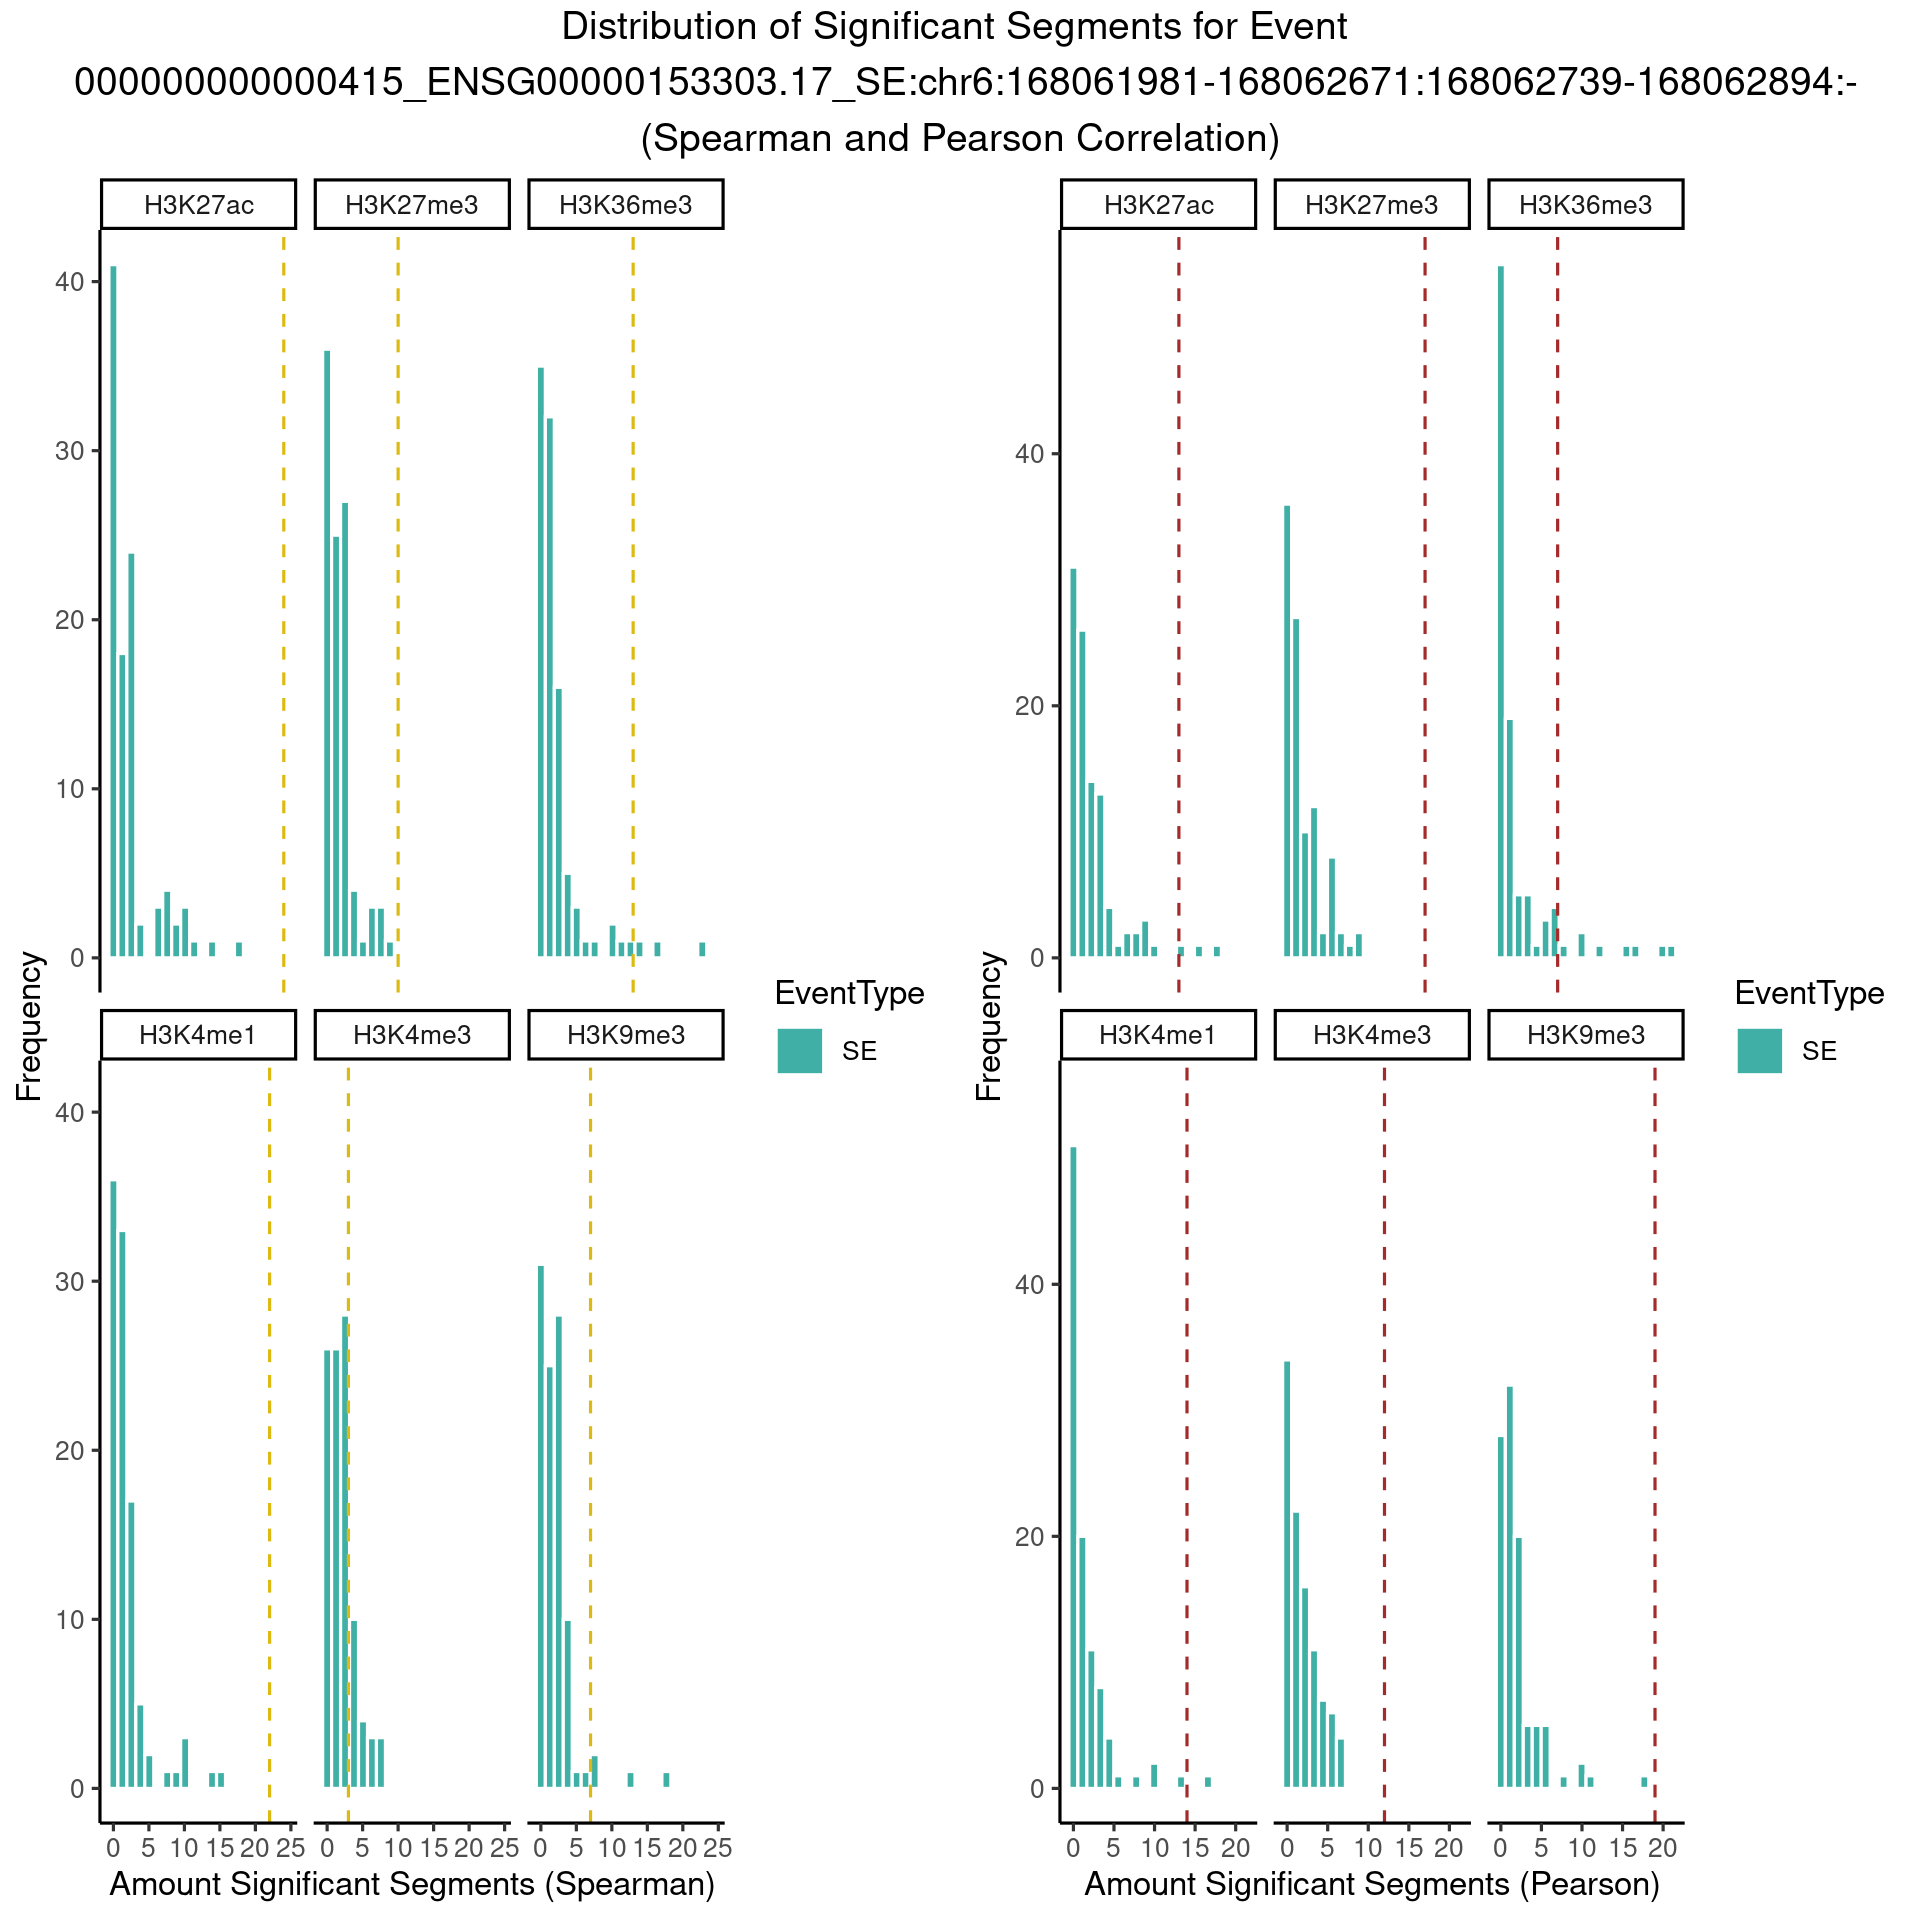 Distribution of Significant Segments for Event
000000000000415_ENSG00000153303.17_SE:chr6:168061981-168062671:168062739-168062894:-
(Spearman and Pearson Correlation)
H3K27ac H3K27me3 H3K36me3
40
30
20
10
0
H3K4me1 H3K4me3 H3K9me3
40
30
20
10
0
0 5 10 15 20 25 0 5 10 15 20 25 0 5 10 15 20 25
Amount Significant Segments (Spearman)
Frequency
EventType
SE
H3K27ac H3K27me3 H3K36me3
40
20
0
H3K4me1 H3K4me3 H3K9me3
40
20
0
0 5 10 15 20 0 5 10 15 20 0 5 10 15 20
Amount Significant Segments (Pearson)
Frequency
EventType
SE